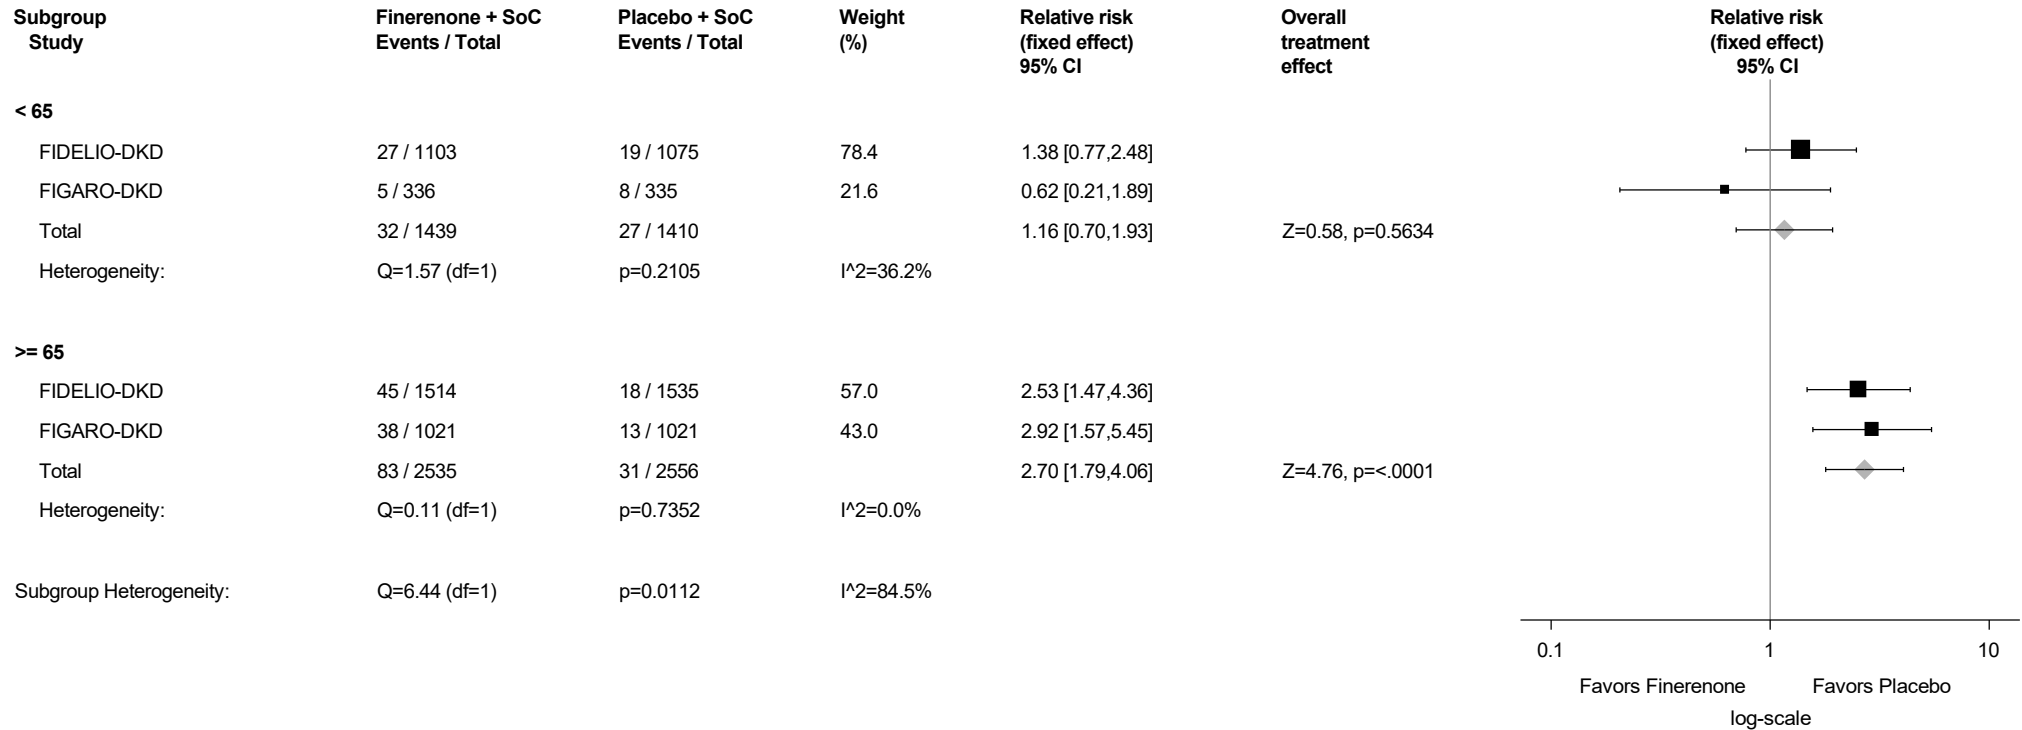 Subgroup Finerenone + SoC Placebo + SoC Weight Relative risk Overall Relative risk
Study Events / Total Events / Total (%) (fixed effect) treatment (fixed effect)
95% CI effect 95% CI
< 65
FIDELIO-DKD 27 / 1103 19 / 1075 78.4 1.38 [0.77,2.48]
FIGARO-DKD 5 / 336 8 / 335 21.6 0.62 [0.21,1.89]
Total 32 / 1439 27 / 1410 1.16 [0.70,1.93] Z=0.58, p=0.5634
Heterogeneity: Q=1.57 (df=1) p=0.2105 I^2=36.2%
>= 65
FIDELIO-DKD 45 / 1514 18 / 1535 57.0 2.53 [1.47,4.36]
FIGARO-DKD 38 / 1021 13 / 1021 43.0 2.92 [1.57,5.45]
Total 83 / 2535 31 / 2556 2.70 [1.79,4.06] Z=4.76, p=<.0001
Heterogeneity: Q=0.11 (df=1) p=0.7352 I^2=0.0%
Subgroup Heterogeneity: Q=6.44 (df=1) p=0.0112 I^2=84.5%
0.1 1 10
Favors Finerenone Favors Placebo
log-scale